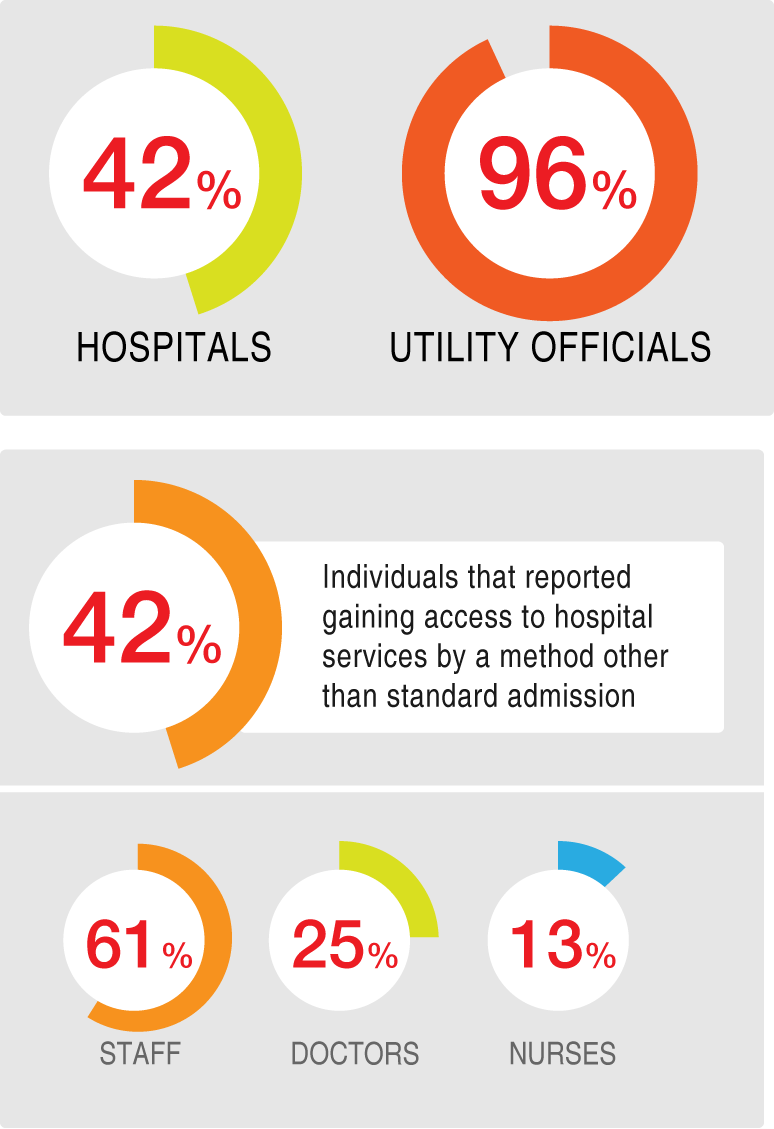 42%
96%
HOSPITALS
UTILITY OFFICIALS
42%
Individuals that reported
gaining access to hospital
services by a method other
than standard admission
61%
25%
13%
STAFF
DOCTORS
NURSES